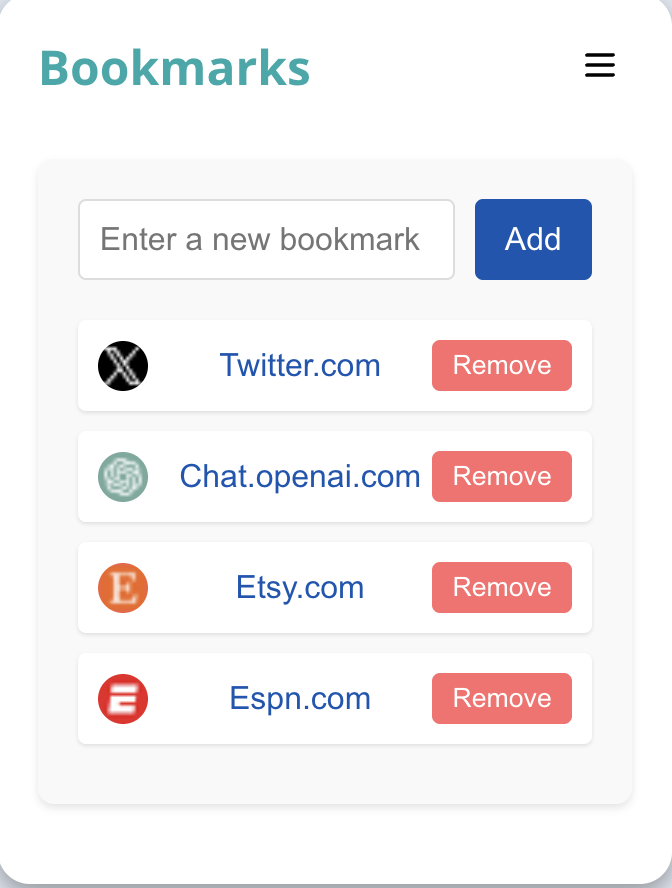 Bookmarks
Enter a new bookmark Add
Twitter.com Remove
Chat.openai.com Remove
E Etsy.com Remove
Espn.com Remove